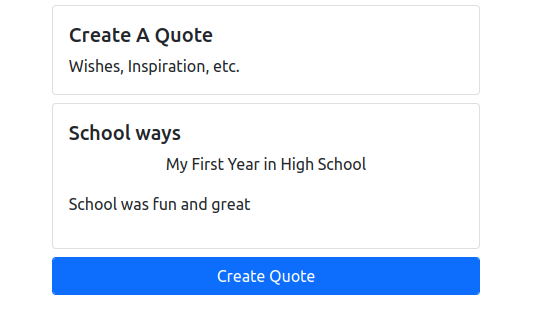 Create A Quote
Wishes, Inspiration, etc.
School ways
My First Year in High School
School was fun and great
Create Quote